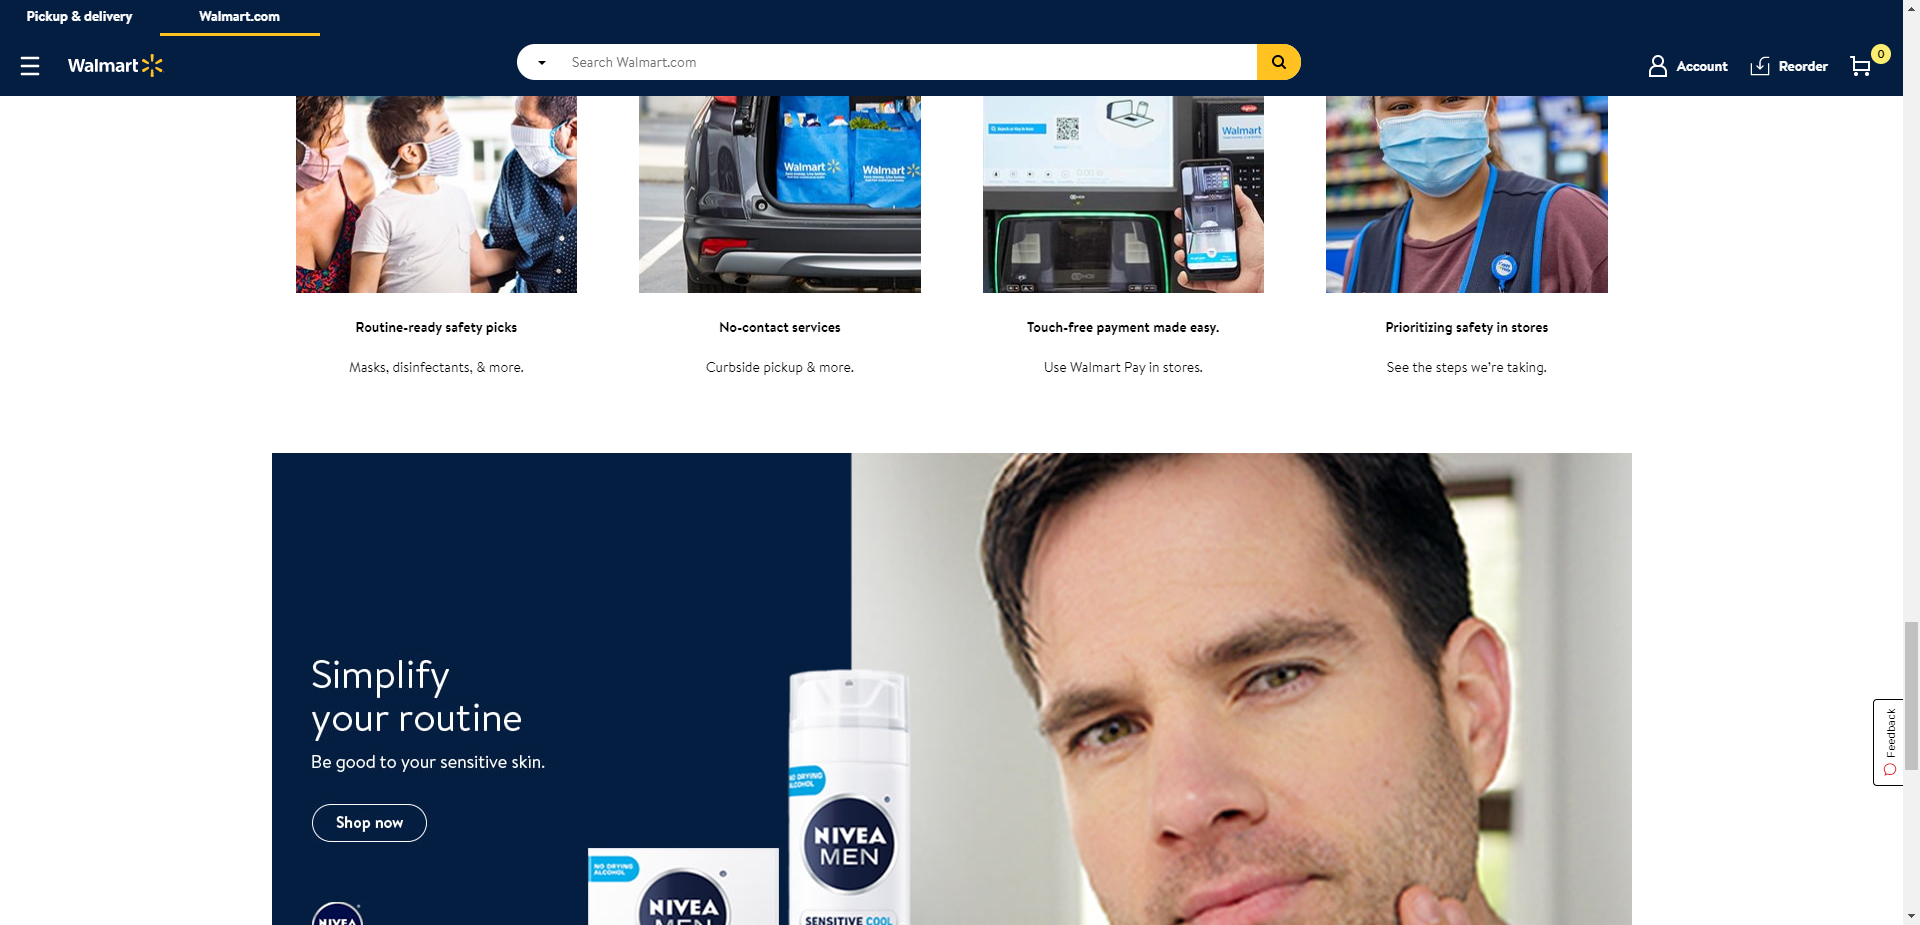 Pickup & delivery
Walmart.com
Walmart
Search Walmart.com
Account
Reorder
0
Walmart
Walmart
Walmart
Routine-ready safety picks
No-contact services
Touch-free payment made easy.
Prioritizing safety in stores
Masks, disinfectants, & more.
Curbside pickup & more.
Use Walmart Pay in stores.
See the steps we're taking.
Simplify
your routine
Be good to your sensitive skin.
Shop now
NO DRYING
ALCOHOL
NIVEA
MEN
SENSITIVE COOL
NO DRYING
ALCOHOL
NIVEA
MEN
NIVEA
Feedback